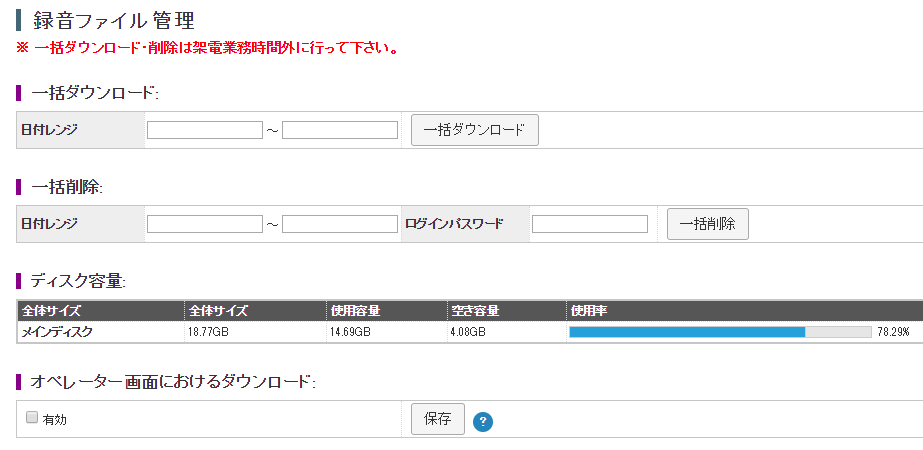 録音ファイル管理
※ 一括ダウンロード・削除は架電業務時間外に行って下さい。
一括ダウンロード:
日付レンジ ～ 一括ダウンロード
一括削除:
日付レンジ ～ ログインパスワード 一括削除
ディスク容量:
全体サイズ 全体サイズ 使用容量 空き容量 使用率
メインディスク 18.77GB 14.69GB 4.08GB 78.29%
オペレーター画面におけるダウンロード:
有効 保存 ?